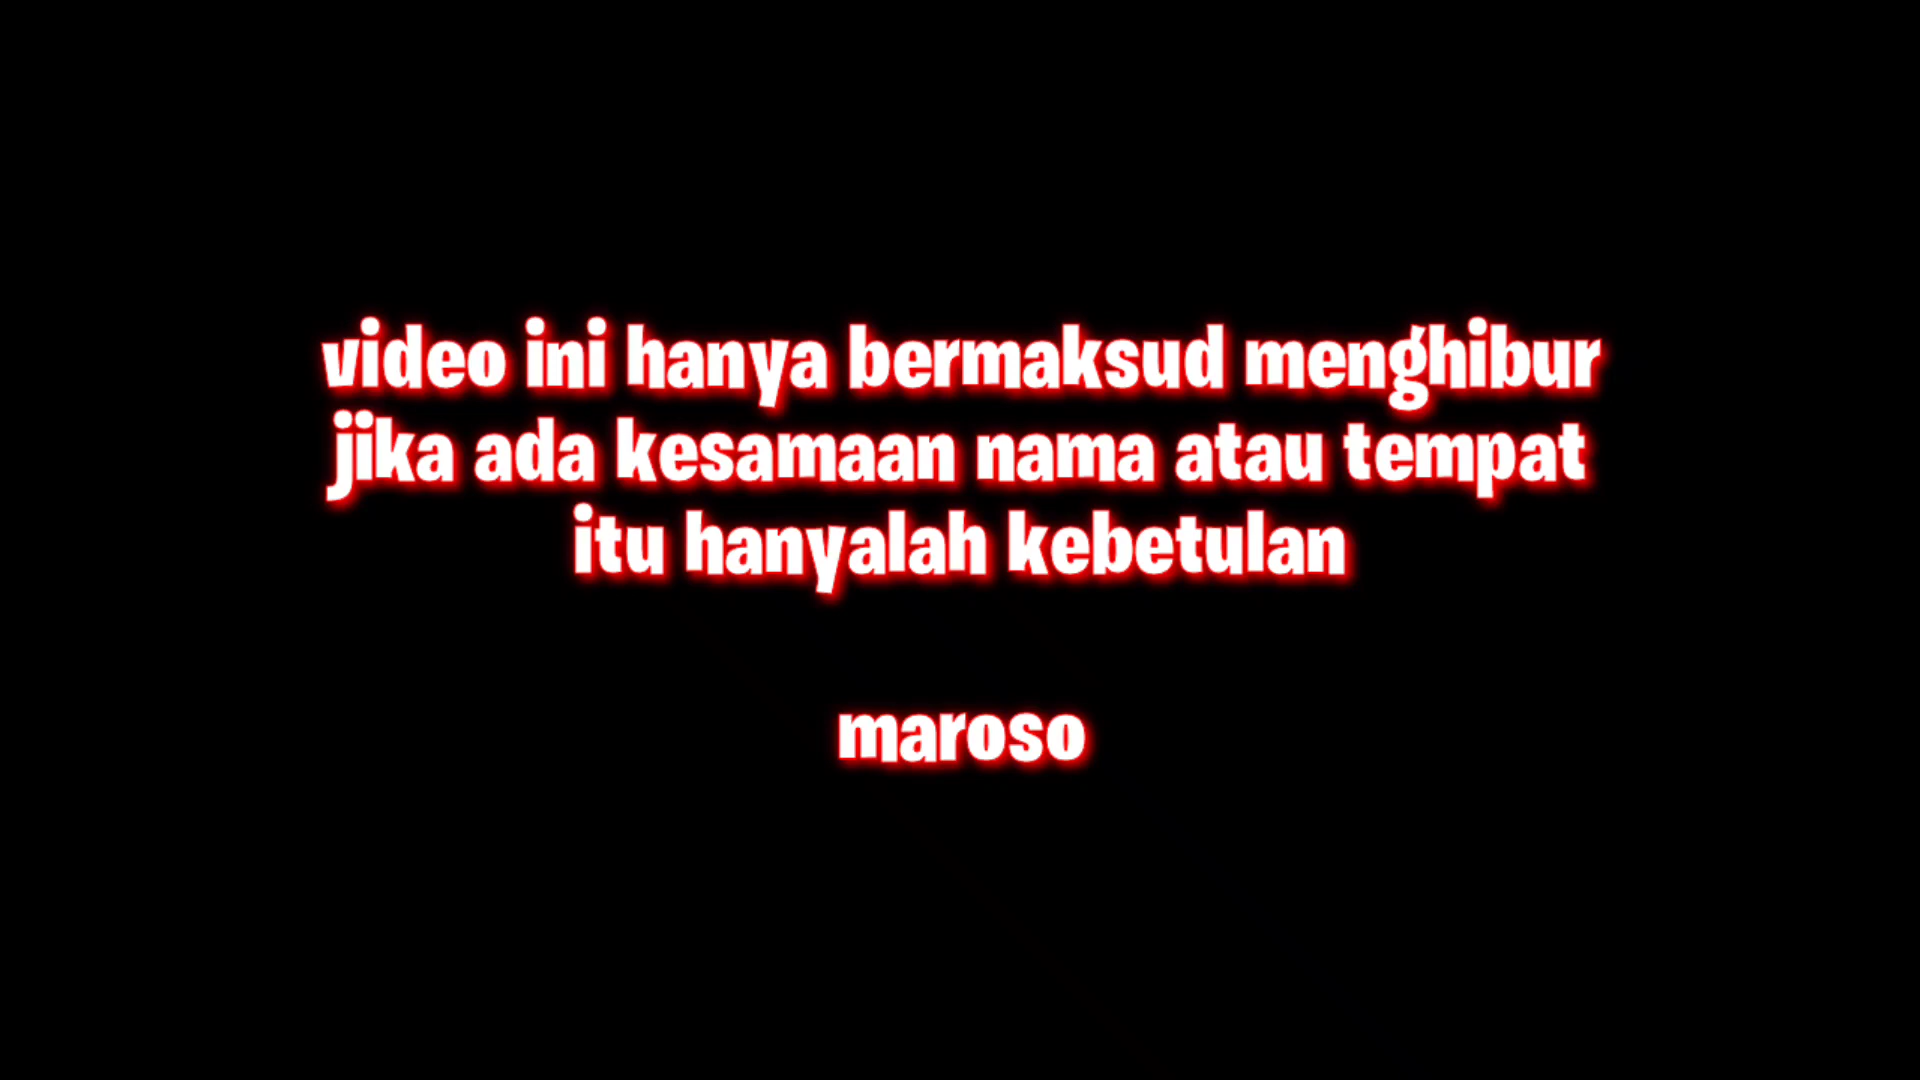 video ini hanya bermaksud menghibur
jika ada kesamaan nama atau tempat
itu hanyalah kebetulan
maroso